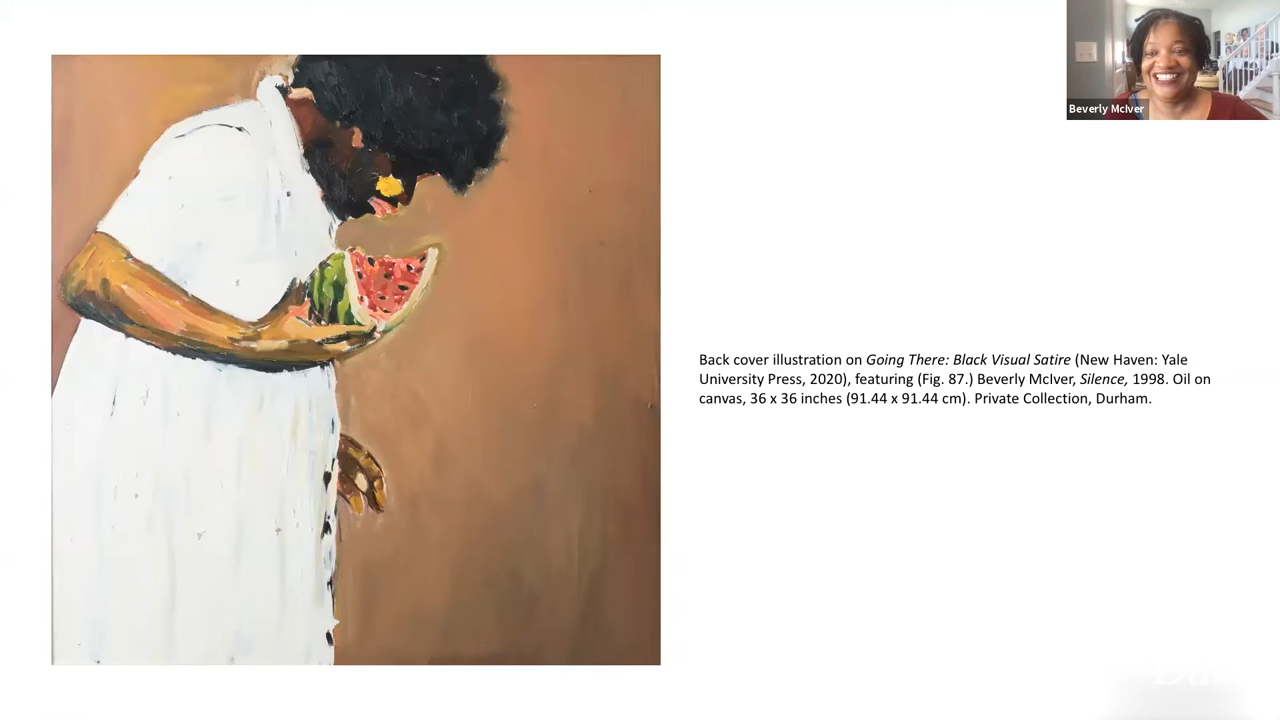 Beverly McIver
Back cover illustration on Going There: Black Visual Satire (New Haven: Yale
University Press, 2020), featuring (Fig. 87.) Beverly McIver, Silence, 1998. Oil on
canvas, 36 x 36 inches (91.44 x 91.44 cm). Private Collection, Durham.